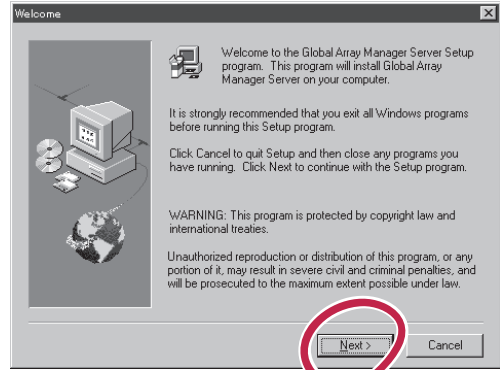 Welcome
Welcome to the Global Array Manager Server Setup
program. This program will install Global Array
Manager Server on your computer.
It is strongly recommended that you exit all Windows programs
before running this Setup program.
Click Cancel to quit Setup and then close any programs you
have running. Click Next to continue with the Setup program.
WARNING: This program is protected by copyright law and
international treaties.
Unauthorized reproduction or distribution of this program, or any
portion of it, may result in severe civil and criminal penalties, and
will be prosecuted to the maximum extent possible under law.
Next >
Cancel